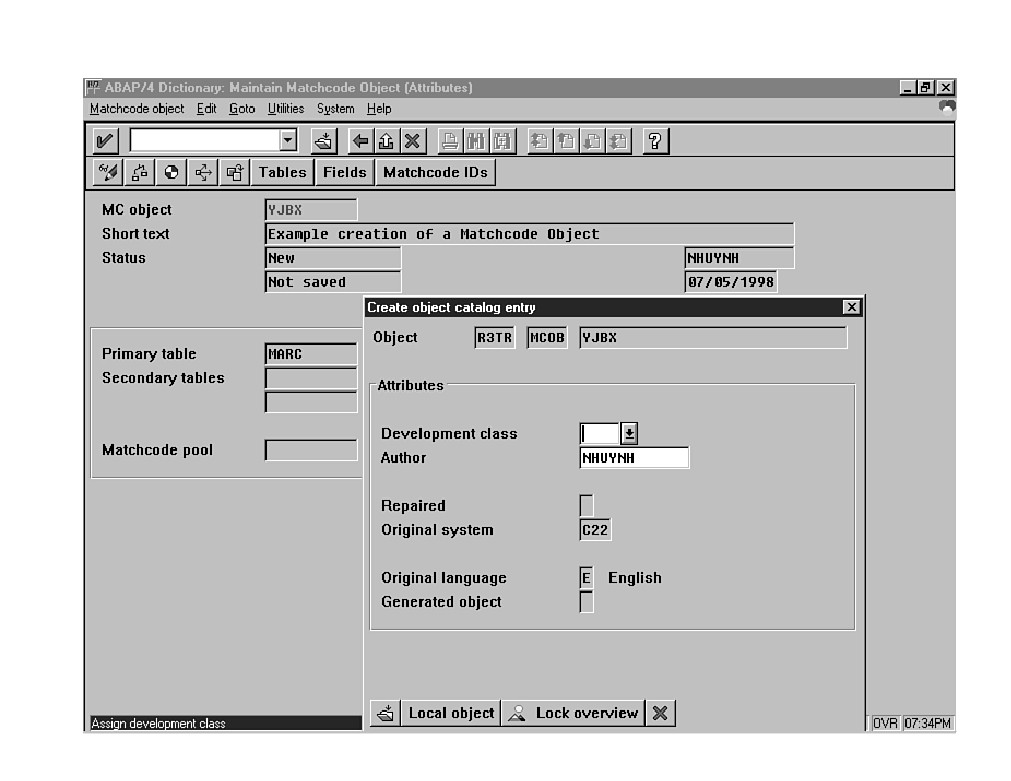 ABAP/4 Dictionary: Maintain Matchcode Object (Attributes)
Matchcode object Edit Goto Utilities System Help
Tables Fields Matchcode IDs
MC object YJBX
Short text Example creation of a Matchcode Object
Status New NHUYNH
Not saved 07/05/1998
Primary table MARC
Secondary tables
Matchcode pool
Create object catalog entry
Object R3TR MCOB YJBX
Attributes
Development class
Author NHUYNH
Repaired
Original system C22
Original language E English
Generated object
Local object Lock overview
Assign development class OVR 07:34PM